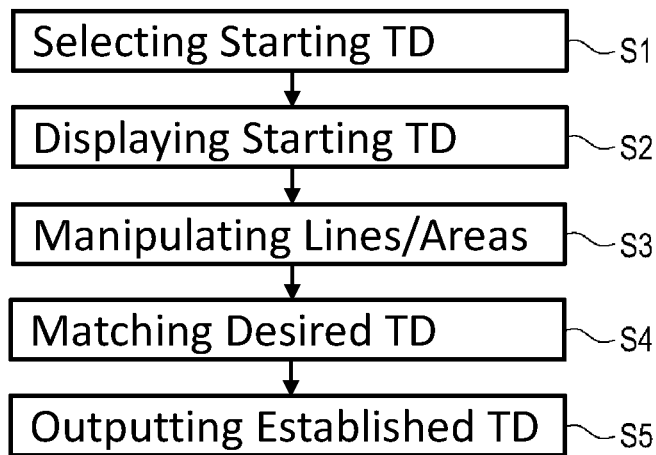 Selecting Starting TD S1
Displaying Starting TD S2
Manipulating Lines/Areas S3
Matching Desired TD S4
Outputting Established TD S5